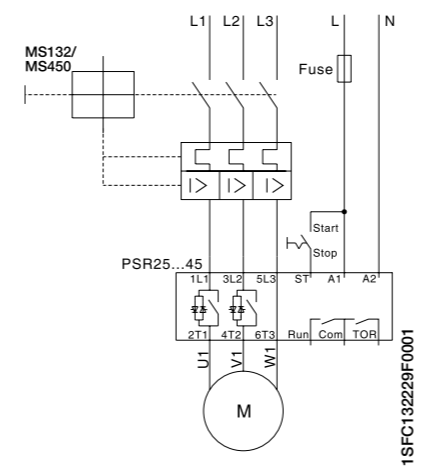 L1 L2 L3 L N
MS132/
MS450
Fuse
I> I> I>
Start
Stop
PSR25...45
1L1 3L2 5L3 ST A1 A2
2T1 4T2 6T3 Run Com TOR
U1 V1 W1
M
1SFC132229F0001